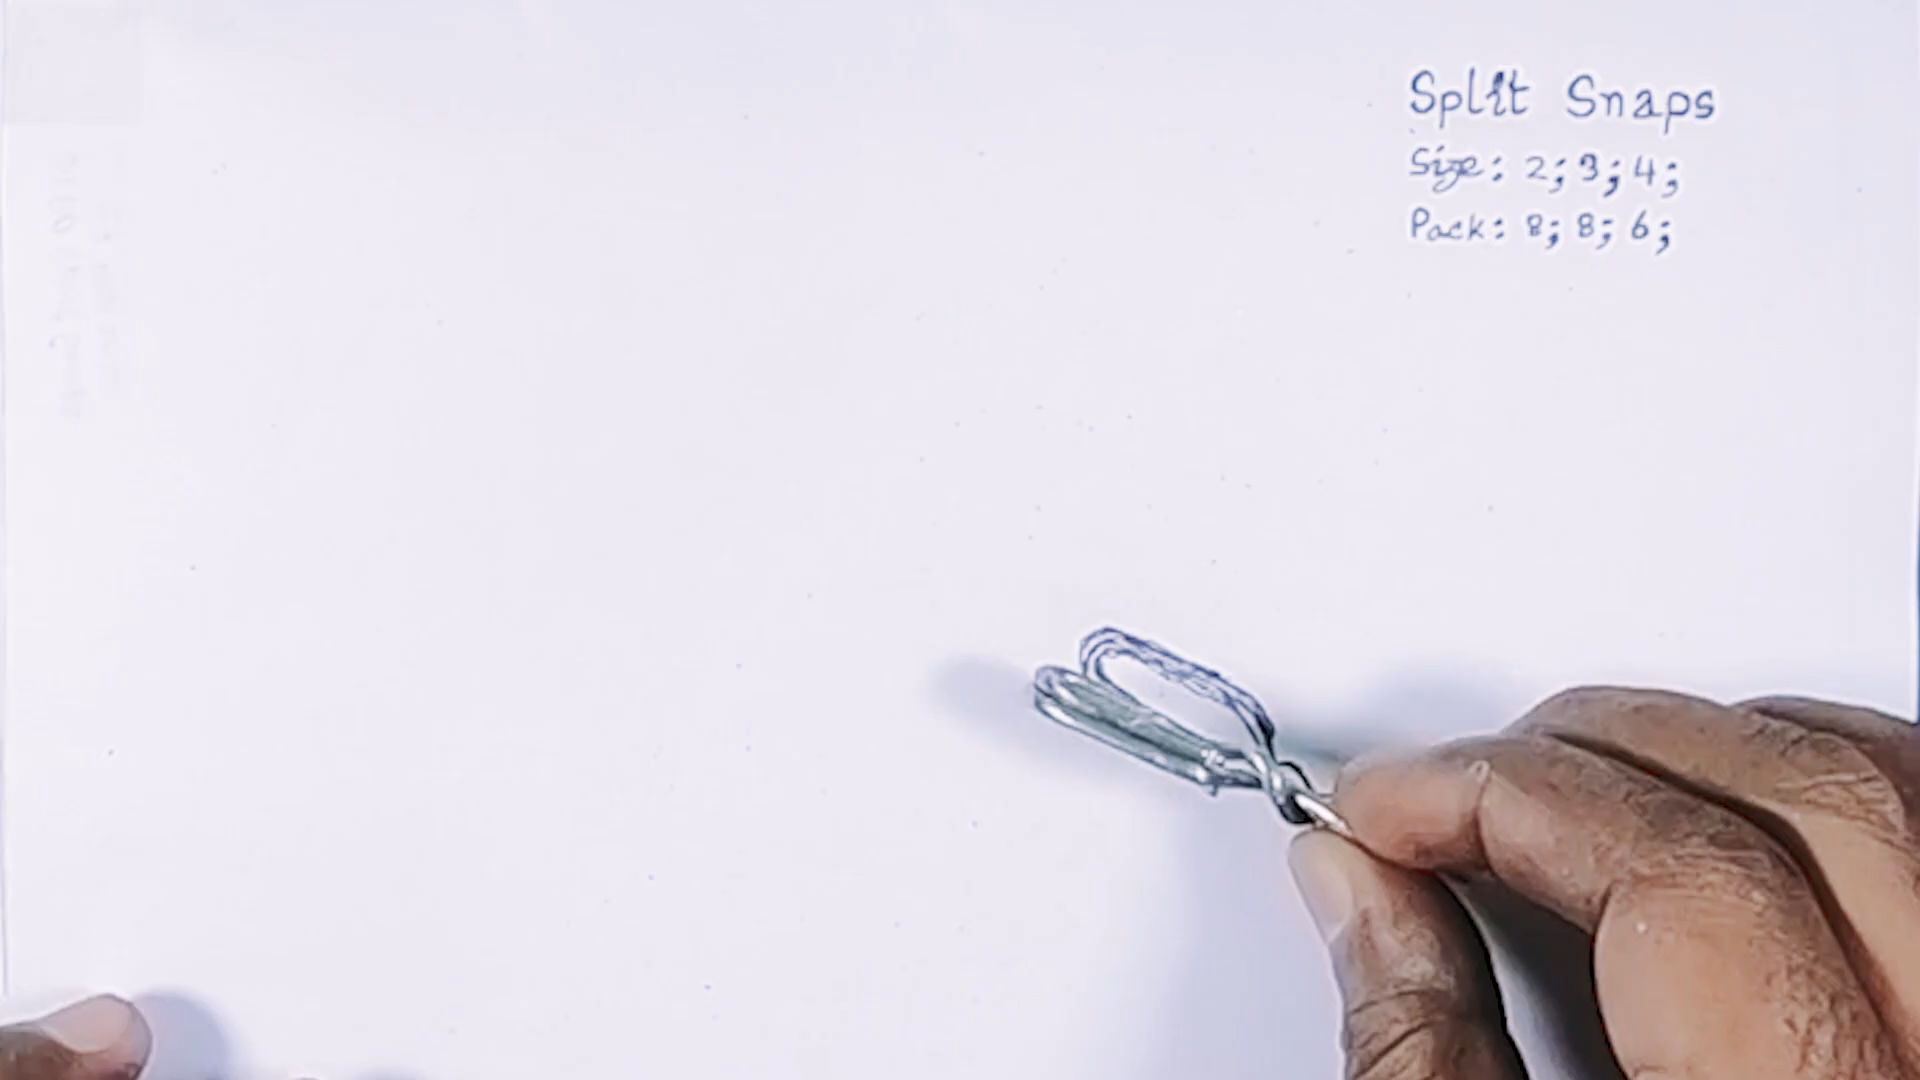 Split Snaps
Size: 2; 3; 4;
Pack: 8; 8; 6;